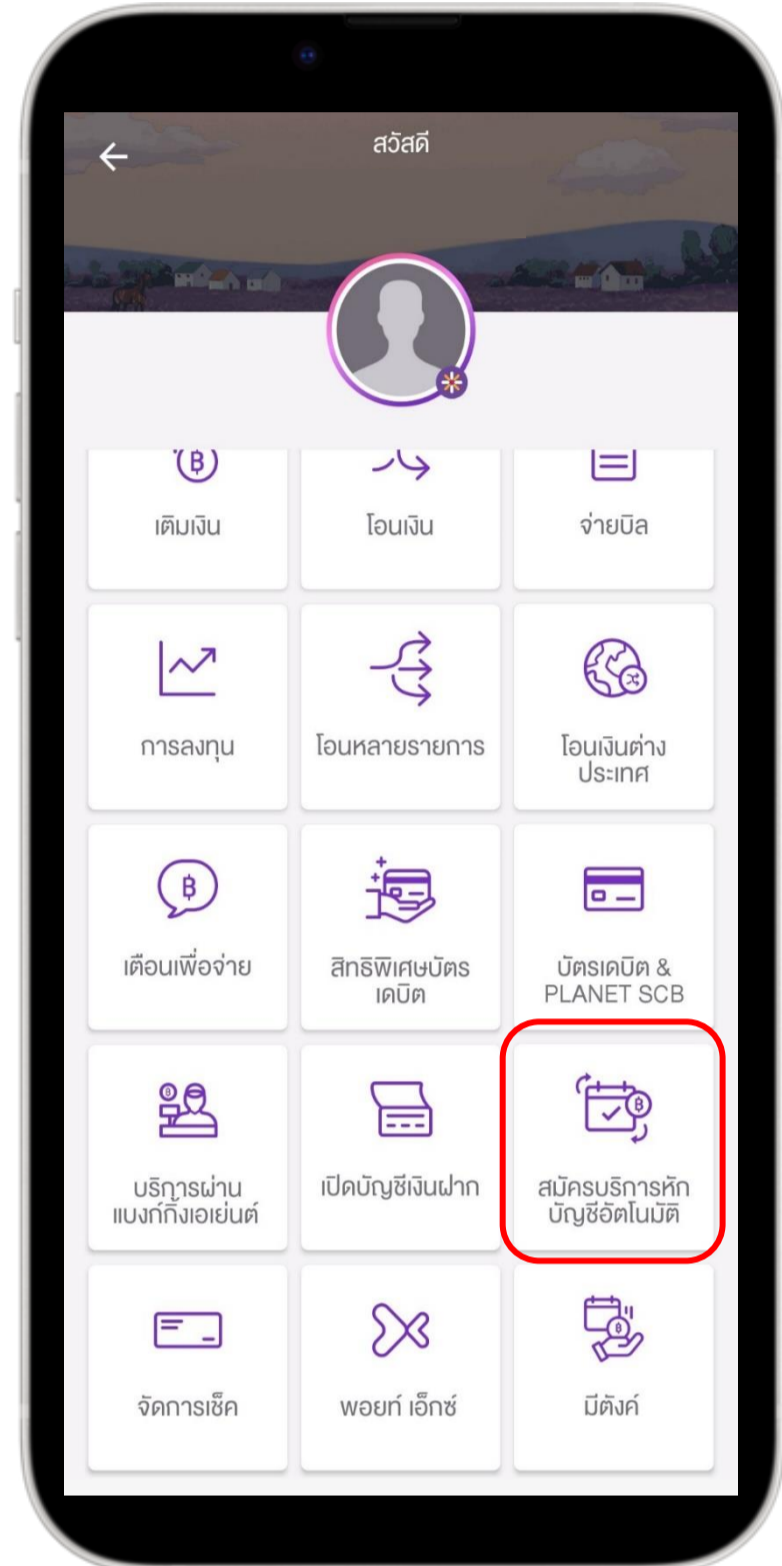 สวัสดี
เติมเงิน
โอนเงิน
จ่ายบิล
การลงทุน
โอนหลายรายการ
โอนเงินต่าง
ประเทศ
เตือนเพื่อจ่าย
สิทธิพิเศษบัตร
เดบิต
บัตรเดบิต &
PLANET SCB
บริการผ่าน
แบงก์กิ้งเอเย่นต์
เปิดบัญชีเงินฝาก
สมัครบริการหัก
บัญชีอัตโนมัติ
จัดการเช็ค
พอยท์ เอ็กซ์
มีตังค์